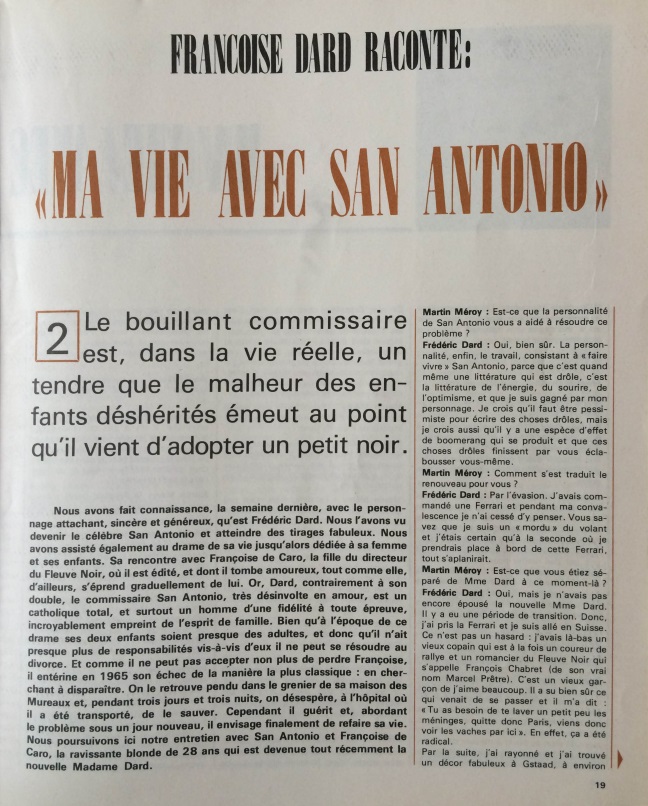 FRANCOISE DARD RACONTE:
«MA VIE AVEC SAN ANTONIO»
2
Le bouillant commissaire
est, dans la vie réelle, un
tendre que le malheur des en-
fants déshérités émeut au point
qu'il vient d'adopter un petit noir.
Nous avons fait connaissance, la semaine dernière, avec le person-
nage attachant, sincère et généreux, qu'est Frédéric Dard. Nous l'avons vu
devenir le célèbre San Antonio et atteindre des tirages fabuleux. Nous
avons assisté également au drame de sa vie jusqu'alors dédiée à sa femme
et ses enfants. Sa rencontre avec Françoise de Caro, la fille du directeur
du Fleuve Noir, où il est édité, et dont il tombe amoureux, tout comme elle,
d'ailleurs, s'éprend graduellement de lui. Or, Dard, contrairement à son
double, le commissaire San Antonio, très désinvolte en amour, est un
catholique total, et surtout un homme d'une fidélité à toute épreuve,
incroyablement empreint de l'esprit de famille. Bien qu'à l'époque de ce
drame ses deux enfants soient presque des adultes, et donc qu'il n'ait
presque plus de responsabilités vis-à-vis d'eux il ne peut se résoudre au
divorce. Et comme il ne peut pas accepter non plus de perdre Françoise,
il entérine en 1965 son échec de la manière la plus classique : en cher-
chant à disparaître. On le retrouve pendu dans le grenier de sa maison des
Mureaux et, pendant trois jours et trois nuits, on désespère, à l'hôpital où
il a été transporté, de le sauver. Cependant il guérit et, abordant
le problème sous un jour nouveau, il envisage finalement de refaire sa vie.
Nous poursuivons ici notre entretien avec San Antonio et Françoise de
Caro, la ravissante blonde de 28 ans qui est devenue tout récemment la
nouvelle Madame Dard.
Martin Méroy : Est-ce que la personnalité
de San Antonio vous a aidé à résoudre ce
problème ?
Frédéric Dard : Oui, bien sûr. La person-
nalité, enfin, le travail, consistant à « faire
vivre » San Antonio, parce que c'est quand
même une littérature qui est drôle, c'est
la littérature de l'énergie, du sourire, de
l'optimisme, et que je suis gagné par mon
personnage. Je crois qu'il faut être pessi-
miste pour écrire des choses drôles, mais
je crois aussi qu'il y a une espèce d'effet
de boomerang qui se produit et que ces
choses drôles finissent par vous écla-
bousser vous-même.
Martin Méroy : Comment s'est traduit le
renouveau pour vous ?
Frédéric Dard : Par l'évasion. J'avais com-
mandé une Ferrari et pendant ma conva-
lescence je n'ai cessé d'y penser. Vous sa-
vez que je suis un « mordu » du volant
et j'étais certain qu'à la seconde où je
prendrais place à bord de cette Ferrari,
tout s'aplanirait.
Martin Méroy : Est-ce que vous étiez sé-
paré de Mme Dard à ce moment-là ?
Frédéric Dard : Oui, mais je n'avais pas
encore épousé la nouvelle Mme Dard.
Il y a eu une période de transition. Donc,
j'ai pris la Ferrari et je suis allé en Suisse.
Ce n'est pas un hasard : j'avais là-bas un
vieux copain qui est à la fois un coureur de
rallye et un romancier du Fleuve Noir qui
s'appelle François Chabret (de son vrai
nom Marcel Prêtre). C'est un vieux gar-
çon de j'aime beaucoup. Il a su bien sûr ce
qui venait de se passer et il m'a dit :
« Tu as besoin de te laver un petit peu les
méninges, quitte donc Paris, viens donc
voir les vaches par ici ». En effet, ça a été
radical.
Par la suite, j'ai rayonné et j'ai trouvé
un décor fabuleux à Gstaad, à environ
19